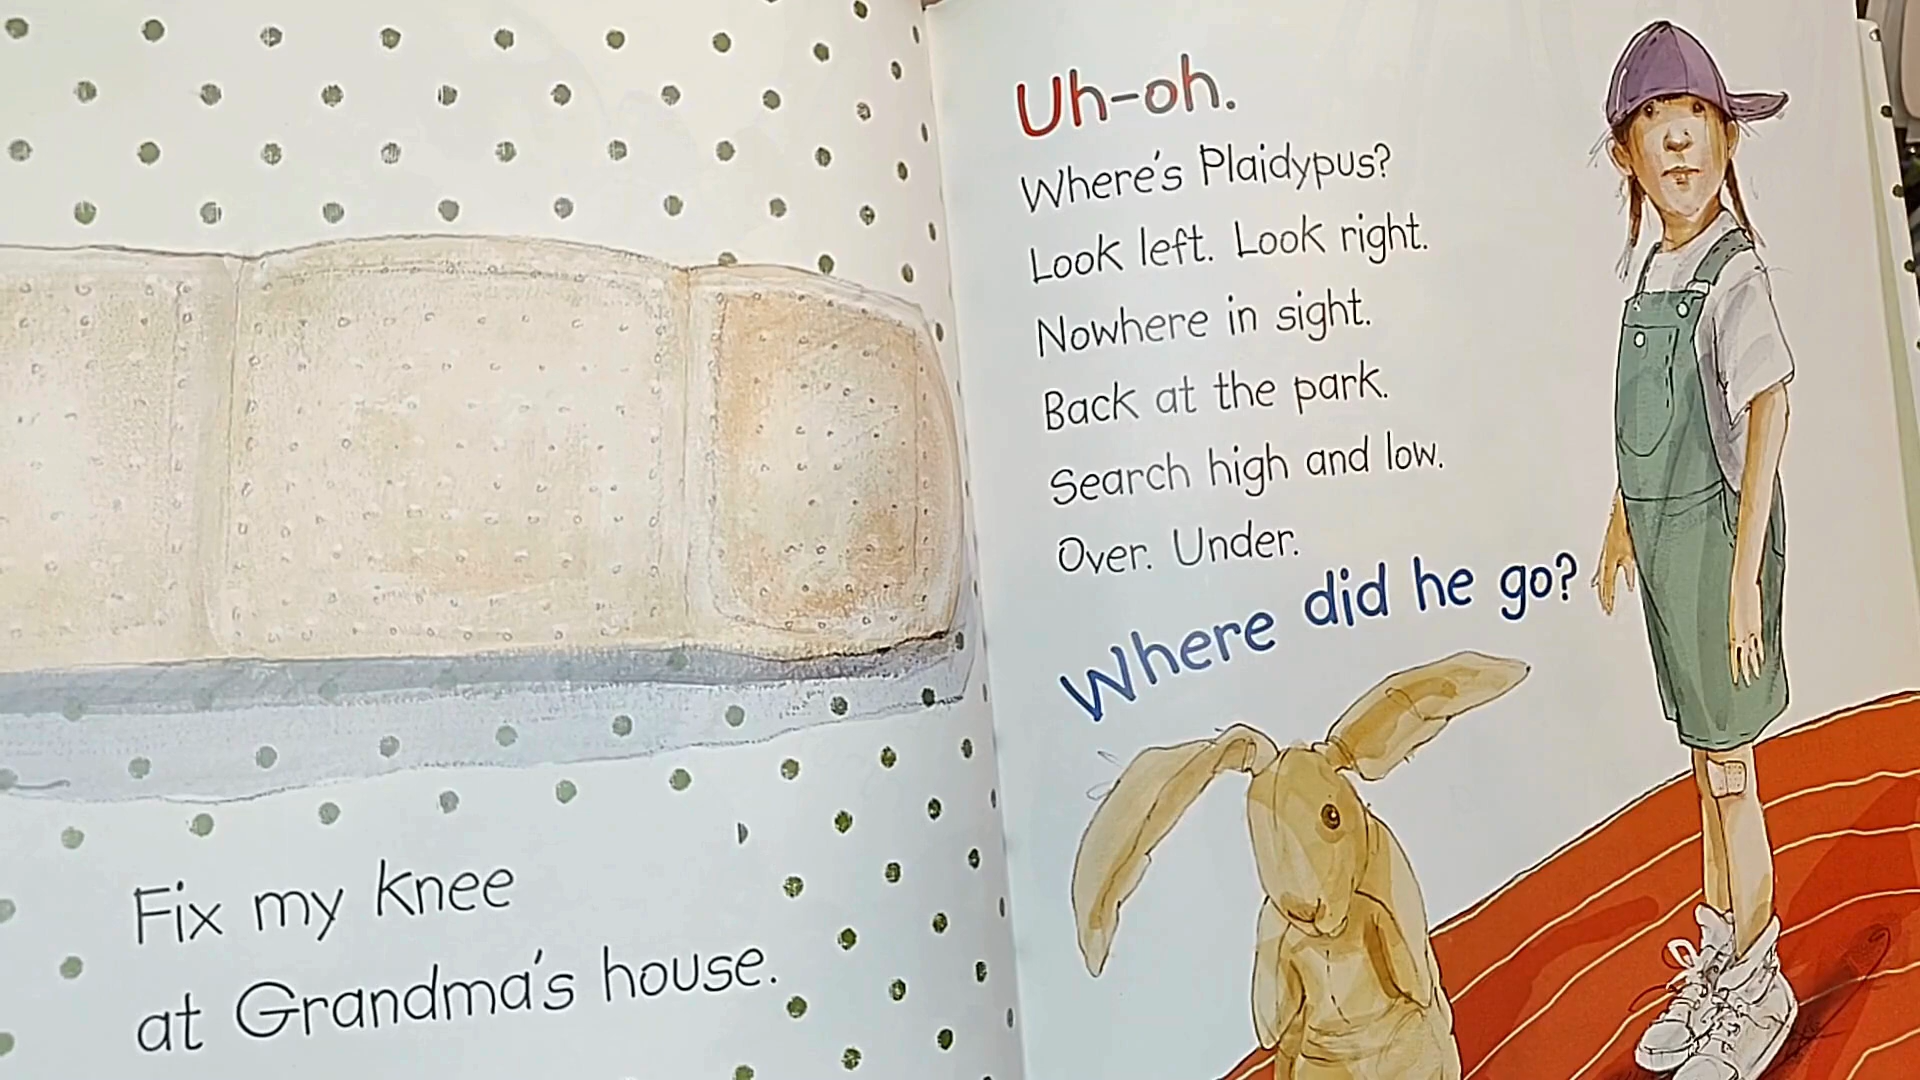 Fix my knee
at Grandma's house.
Uh-oh.
Where's Plaidypus?
Look left. Look right.
Nowhere in sight.
Back at the park.
Search high and low.
Over. Under.
Where did he go?